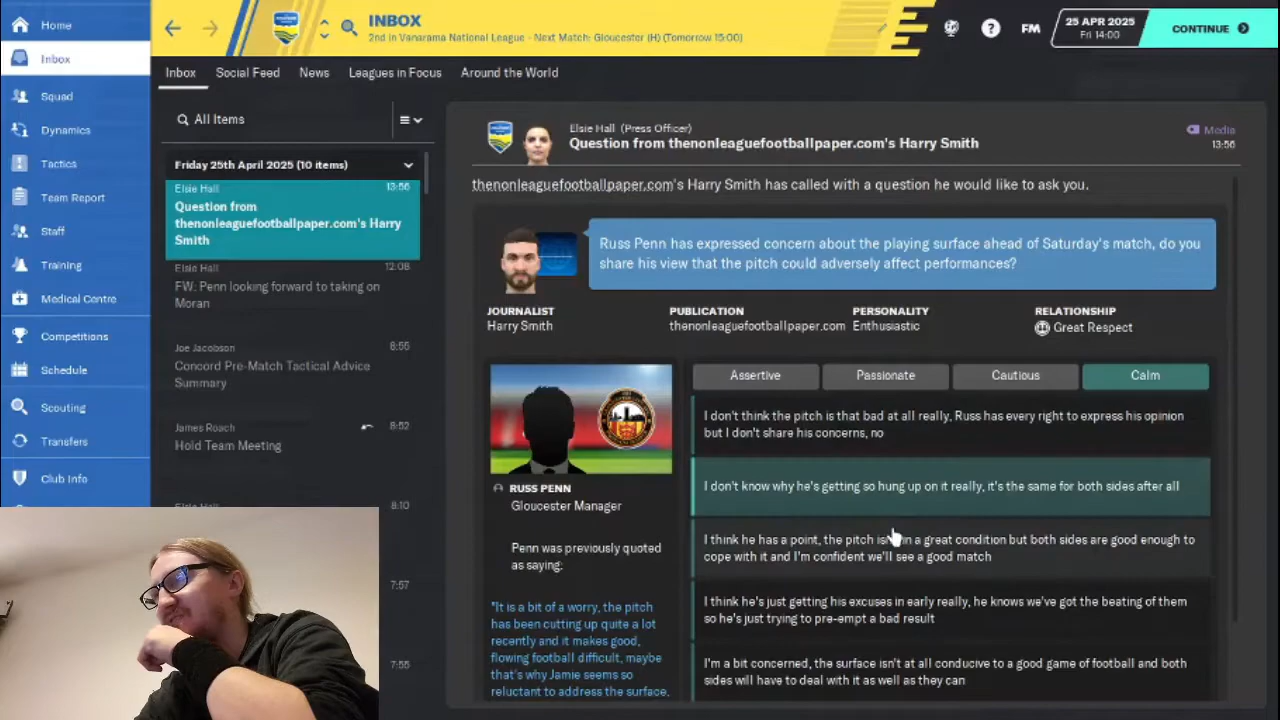 Home
Inbox
Squad
Dynamics
Tactics
Team Report
Staff
Training
Medical Centre
Competitions
Schedule
Scouting
Transfers
Club Info
INBOX
2nd in Vanarama National League - Next Match: Gloucester (H) (Tomorrow 15:00)
?
FM
25 APR 2025
Fri 14:00
CONTINUE
Inbox Social Feed News Leagues in Focus Around the World
All Items
Friday 25th April 2025 (10 items)
Elsie Hall 13:56
Question from
thenonleaguefootballpaper.com's Harry
Smith
Elsie Hall 12:08
FW: Penn looking forward to taking on
Moran
Joe Jacobson 8:55
Concord Pre-Match Tactical Advice
Summary
James Roach 8:52
Hold Team Meeting
8:10
7:57
7:55
Elsie Hall (Press Officer)
Question from thenonleaguefootballpaper.com's Harry Smith
Media
13:56
thenonleaguefootballpaper.com's Harry Smith has called with a question he would like to ask you.
Russ Penn has expressed concern about the playing surface ahead of Saturday's match, do you
share his view that the pitch could adversely affect performances?
JOURNALIST PUBLICATION PERSONALITY RELATIONSHIP
Harry Smith thenonleaguefootballpaper.com Enthusiastic Great Respect
Assertive Passionate Cautious Calm
I don't think the pitch is that bad at all really, Russ has every right to express his opinion
but I don't share his concerns, no
I don't know why he's getting so hung up on it really, it's the same for both sides after all
I think he has a point, the pitch isn't in a great condition but both sides are good enough to
cope with it and I'm confident we'll see a good match
I think he's just getting his excuses in early really, he knows we've got the beating of them
so he's just trying to pre-empt a bad result
I'm a bit concerned, the surface isn't at all conducive to a good game of football and both
sides will have to deal with it as well as they can
RUSS PENN
Gloucester Manager
Penn was previously quoted
as saying:
"It is a bit of a worry, the pitch
has been cutting up quite a lot
recently and it makes good,
flowing football difficult, maybe
that's why Jamie seems so
reluctant to address the surface.